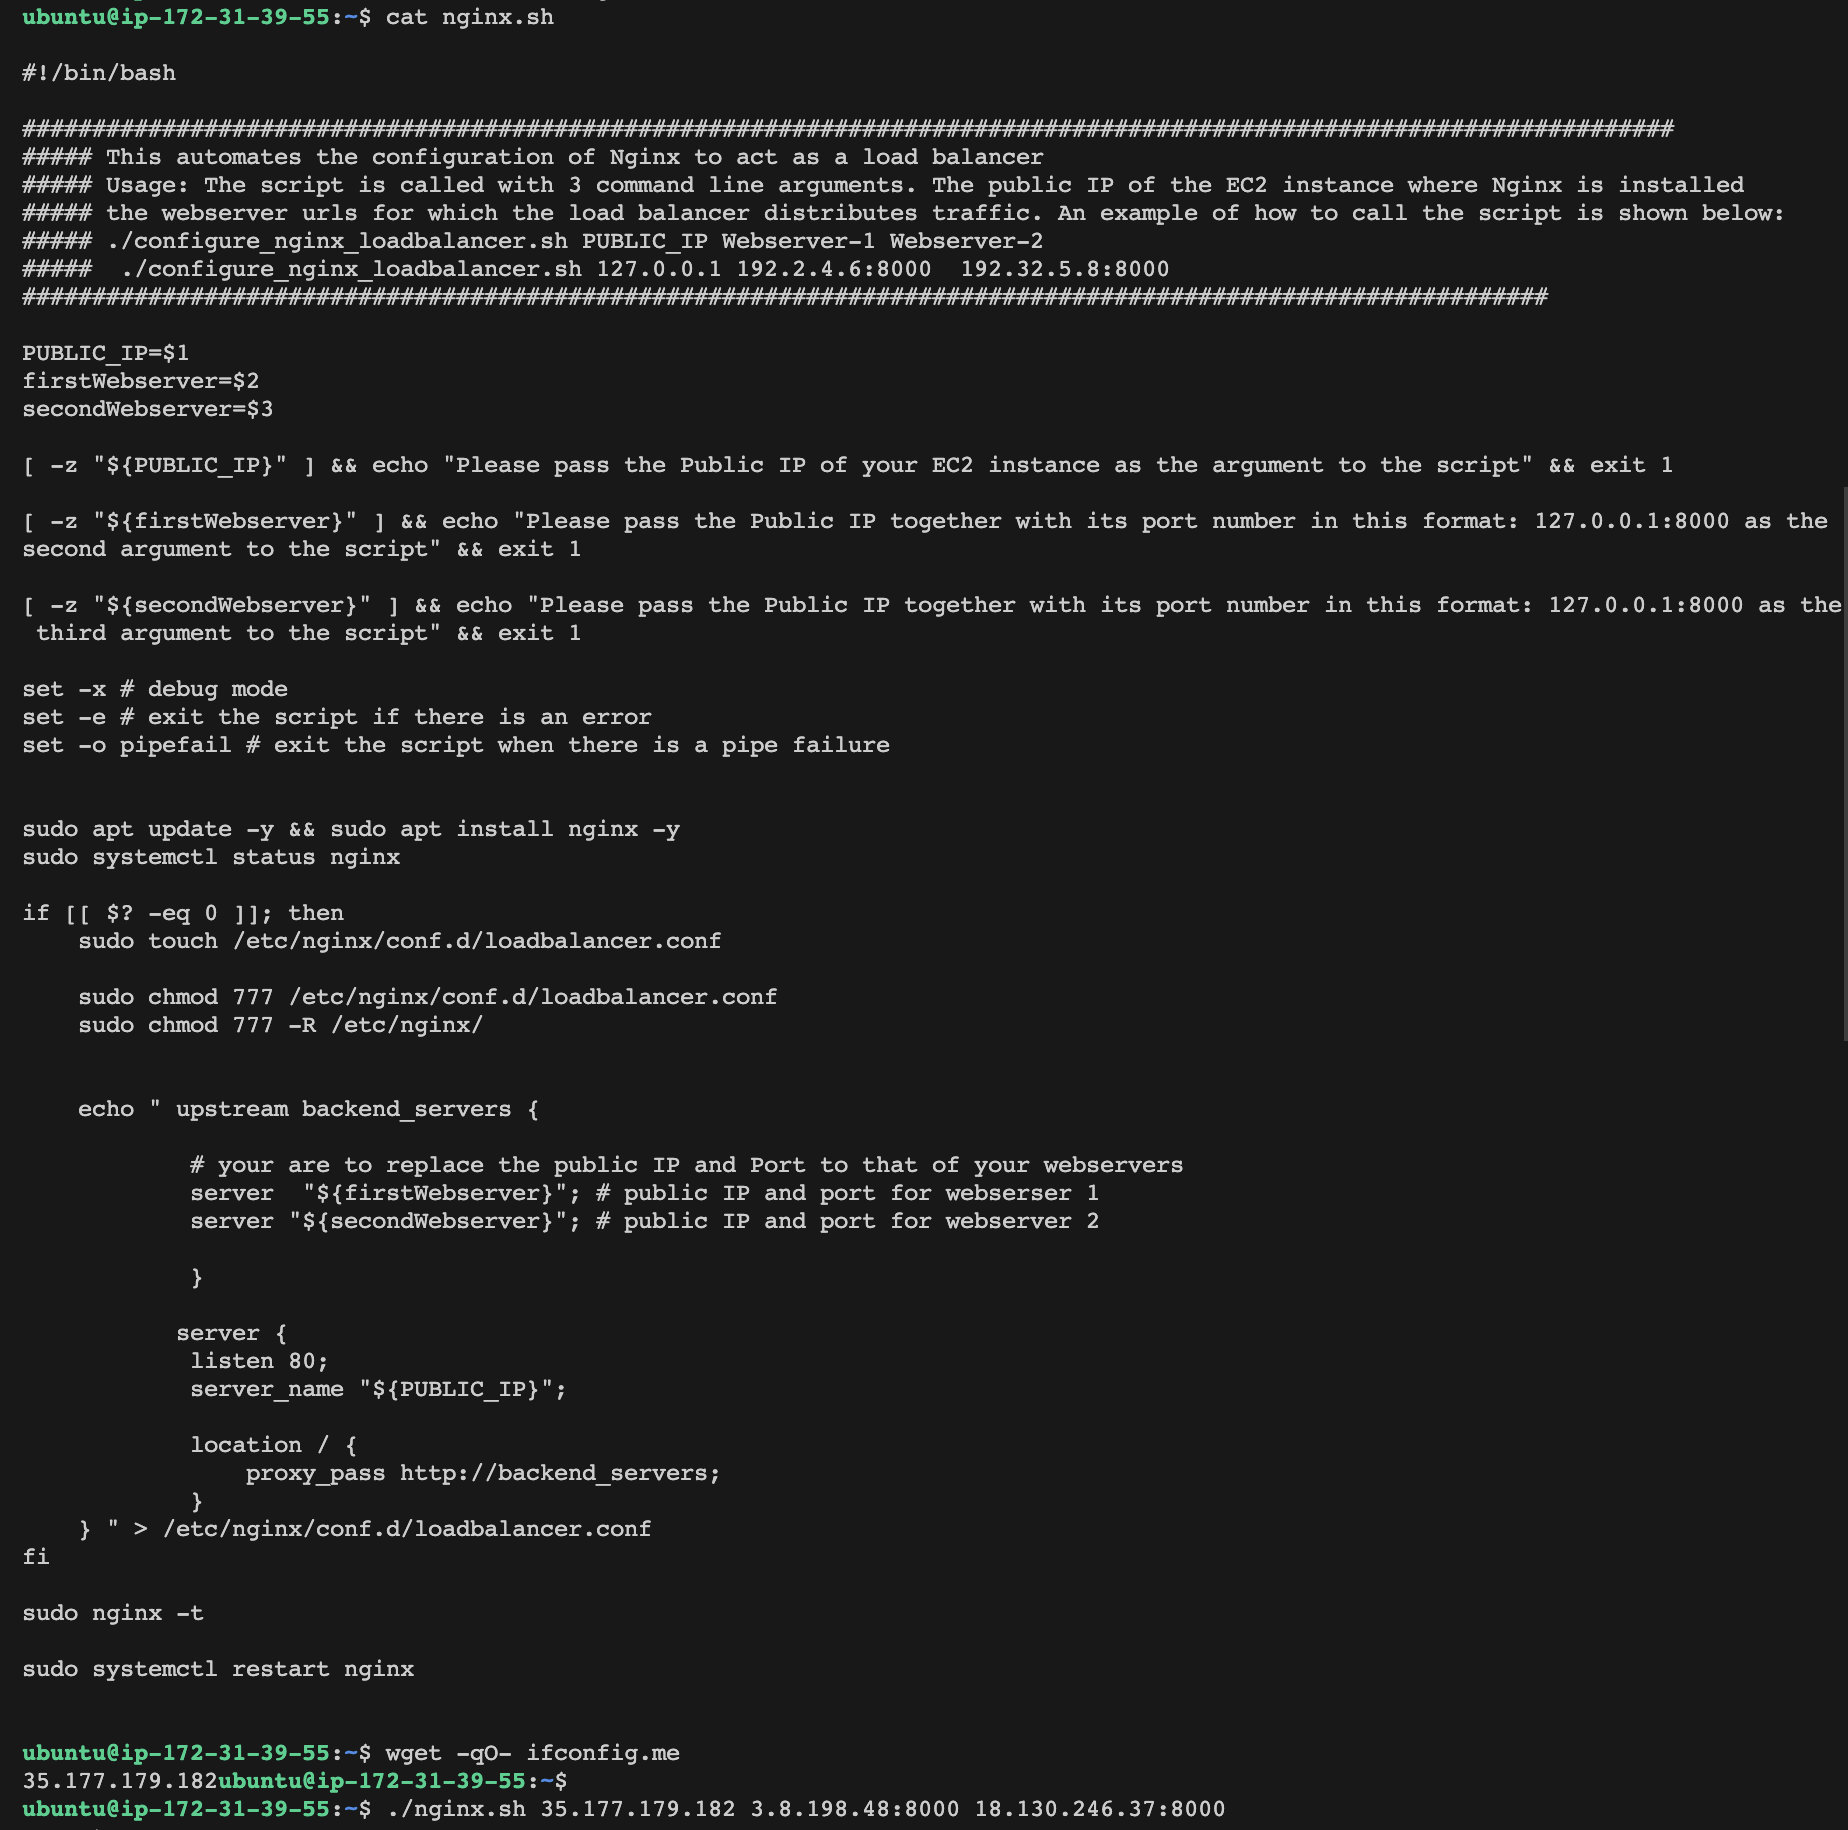 ubuntu@ip-172-31-39-55:~$ cat nginx.sh
#!/bin/bash
######################################################################################################################
##### This automates the configuration of Nginx to act as a load balancer
##### Usage: The script is called with 3 command line arguments. The public IP of the EC2 instance where Nginx is installed
##### the webserver urls for which the load balancer distributes traffic. An example of how to call the script is shown below:
##### ./configure_nginx_loadbalancer.sh PUBLIC_IP Webserver-1 Webserver-2
#####  ./configure_nginx_loadbalancer.sh 127.0.0.1 192.2.4.6:8000  192.32.5.8:8000
#############################################################################################################
PUBLIC_IP=$1
firstWebserver=$2
secondWebserver=$3
[ -z "${PUBLIC_IP}" ] && echo "Please pass the Public IP of your EC2 instance as the argument to the script" && exit 1
[ -z "${firstWebserver}" ] && echo "Please pass the Public IP together with its port number in this format: 127.0.0.1:8000 as the
second argument to the script" && exit 1
[ -z "${secondWebserver}" ] && echo "Please pass the Public IP together with its port number in this format: 127.0.0.1:8000 as the
 third argument to the script" && exit 1
set -x # debug mode
set -e # exit the script if there is an error
set -o pipefail # exit the script when there is a pipe failure
sudo apt update -y && sudo apt install nginx -y
sudo systemctl status nginx
if [[ $? -eq 0 ]]; then
    sudo touch /etc/nginx/conf.d/loadbalancer.conf
    sudo chmod 777 /etc/nginx/conf.d/loadbalancer.conf
    sudo chmod 777 -R /etc/nginx/
    echo " upstream backend_servers {
            # your are to replace the public IP and Port to that of your webservers
            server  "${firstWebserver}"; # public IP and port for webserser 1
            server "${secondWebserver}"; # public IP and port for webserver 2
            }
           server {
            listen 80;
            server_name "${PUBLIC_IP}";
            location / {
                proxy_pass http://backend_servers;
            }
    } " > /etc/nginx/conf.d/loadbalancer.conf
fi
sudo nginx -t
sudo systemctl restart nginx
ubuntu@ip-172-31-39-55:~$ wget -qO- ifconfig.me
35.177.179.182ubuntu@ip-172-31-39-55:~$
ubuntu@ip-172-31-39-55:~$ ./nginx.sh 35.177.179.182 3.8.198.48:8000 18.130.246.37:8000